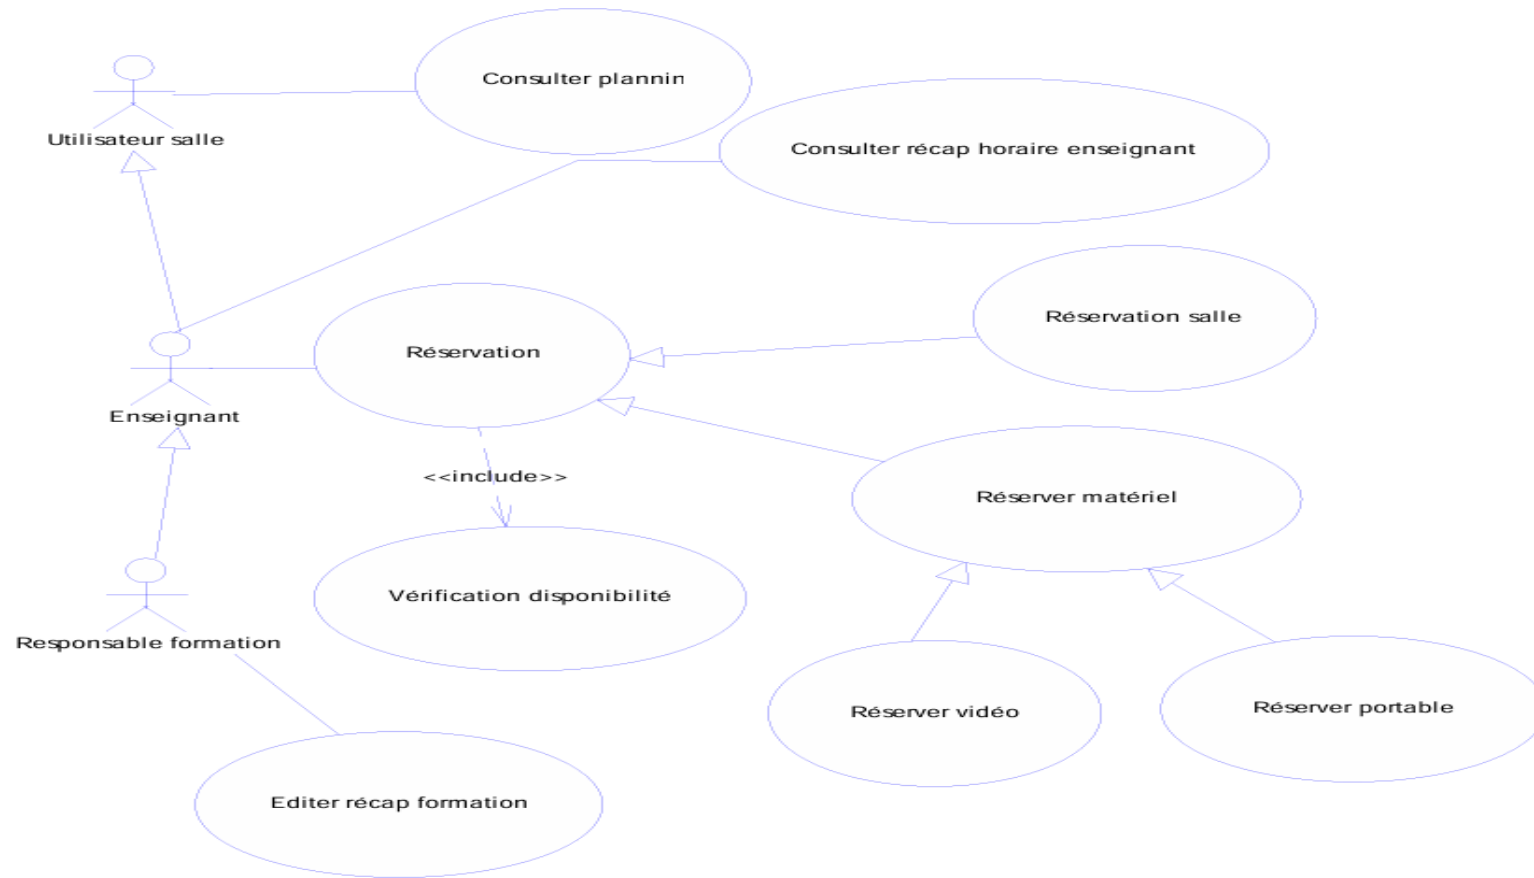 Consulter plannin
Utilisateur salle
Consulter récap horaire enseignant
Réservation salle
Réservation
Enseignant
<<include>>
Réserver matériel
Vérification disponibilité
Responsable formation
Réserver vidéo
Réserver portable
Editer récap formation